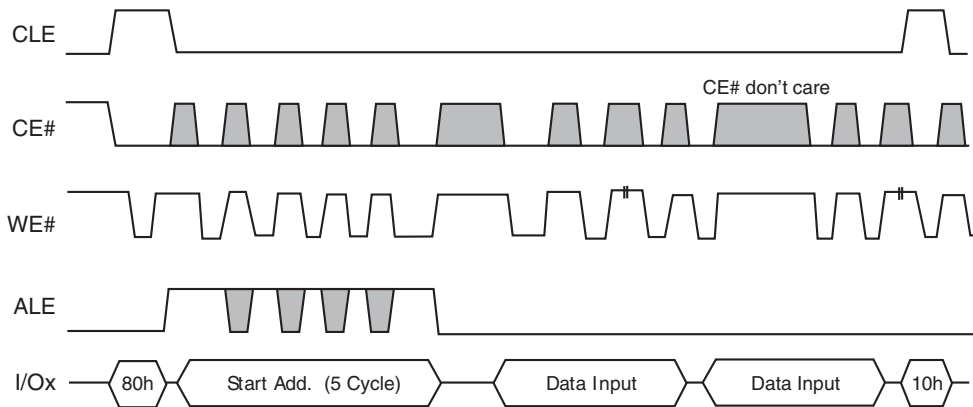 CLE
CE# don't care
CE#
WE#
ALE
I/Ox 80h Start Add. (5 Cycle) Data Input Data Input 10h